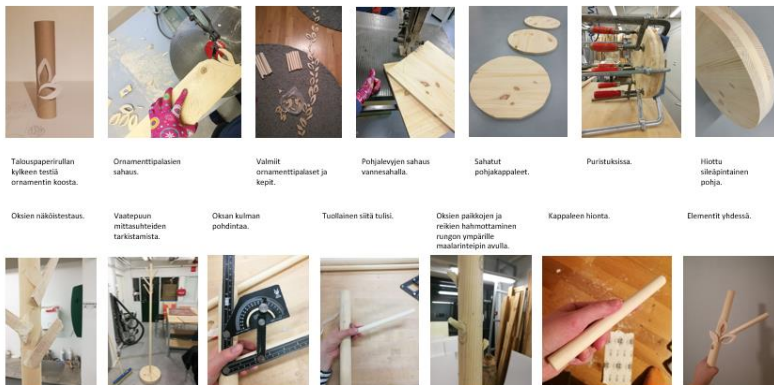 Talouspaperirullan
kylkeen testiä
ornamentin koosta.
Ornamenttipalasien
sahaus.
Valmiit
ornamenttipalaset ja
kepit.
Pohjalevyjen sahaus
vannesahalla.
Sahatut
pohjakappaleet.
Puristuksissa.
Hiottu
sileäpintainen
pohja.
Oksien näköistestaus.
Vaatepuun
mittasuhteiden
tarkistamista.
Oksan kulman
pohdintaa.
Tuollainen siitä tulisi.
Oksien paikkojen ja
reikien hahmottaminen
rungon ympärille
maalarinteipin avulla.
Kappaleen hionta.
Elementit yhdessä.